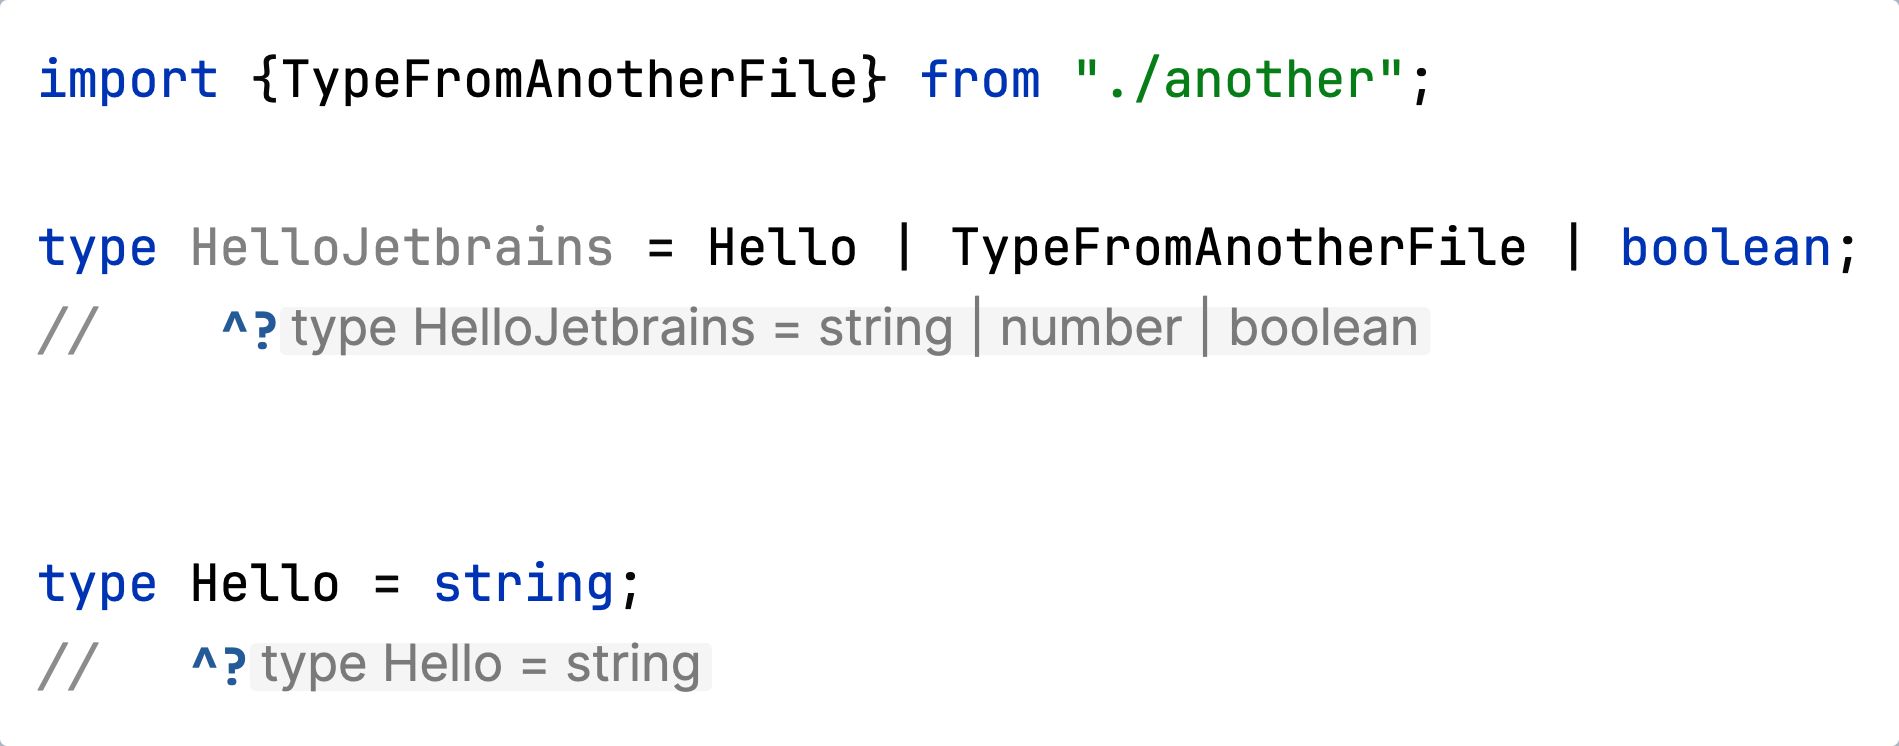 import {TypeFromAnotherFile} from "./another";
type HelloJetbrains = Hello | TypeFromAnotherFile | boolean;
//    ^? type HelloJetbrains = string | number | boolean
type Hello = string;
//   ^? type Hello = string